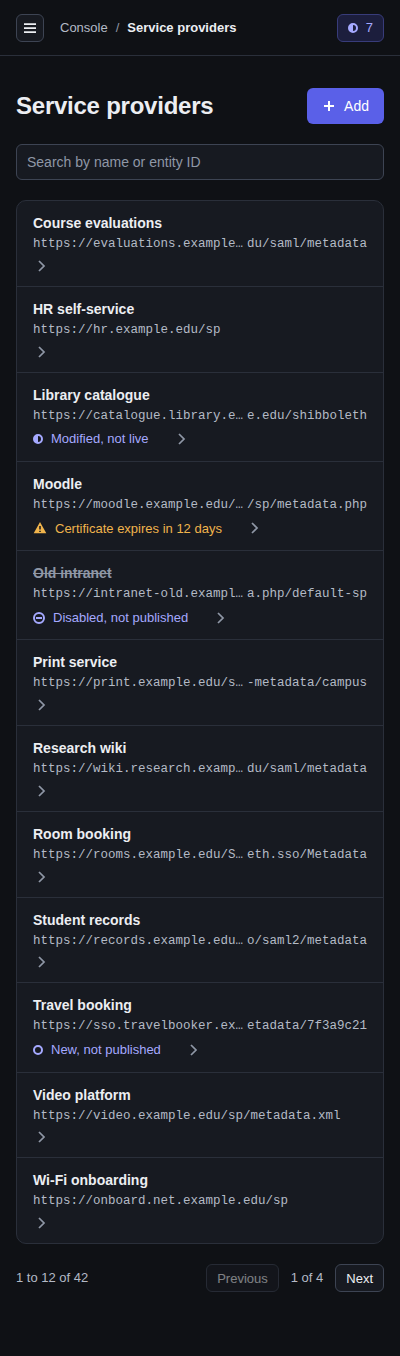 Console / Service providers
7
Service providers
Add
Search by name or entity ID
Course evaluations
https://evaluations.example… du/saml/metadata
HR self-service
https://hr.example.edu/sp
Library catalogue
https://catalogue.library.e… e.edu/shibboleth
Modified, not live
Moodle
https://moodle.example.edu/… /sp/metadata.php
Certificate expires in 12 days
Old intranet
https://intranet-old.exampl… a.php/default-sp
Disabled, not published
Print service
https://print.example.edu/s… -metadata/campus
Research wiki
https://wiki.research.examp… du/saml/metadata
Room booking
https://rooms.example.edu/S… eth.sso/Metadata
Student records
https://records.example.edu… o/saml2/metadata
Travel booking
https://sso.travelbooker.ex… etadata/7f3a9c21
New, not published
Video platform
https://video.example.edu/sp/metadata.xml
Wi-Fi onboarding
https://onboard.net.example.edu/sp
1 to 12 of 42
Previous
1 of 4
Next